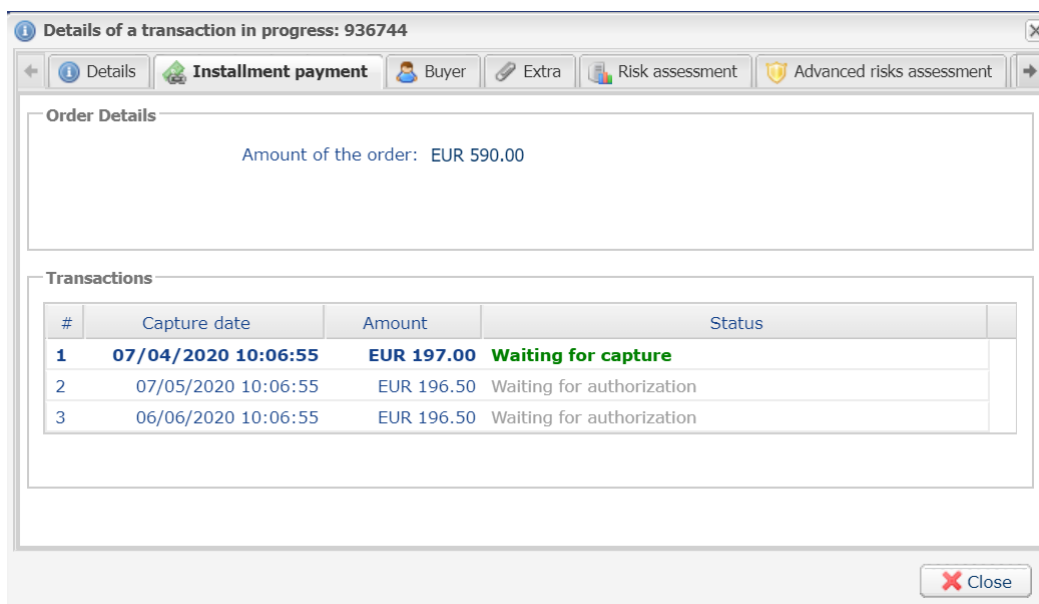 Details of a transaction in progress: 936744
Details Installment payment Buyer Extra Risk assessment Advanced risks assessment
Order Details
Amount of the order: EUR 590.00
Transactions
# Capture date Amount Status
1 07/04/2020 10:06:55 EUR 197.00 Waiting for capture
2 07/05/2020 10:06:55 EUR 196.50 Waiting for authorization
3 06/06/2020 10:06:55 EUR 196.50 Waiting for authorization
Close